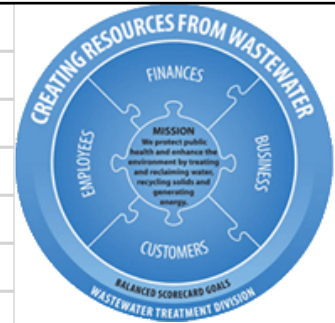 CREATING RESOURCES FROM WASTEWATER
FINANCES
EMPLOYEES
BUSINESS
MISSION
We protect public
health and enhance the
environment by treating
and reclaiming water,
recycling solids and
generating
energy.
CUSTOMERS
BALANCED SCORECARD GOALS
WASTEWATER TREATMENT DIVISION